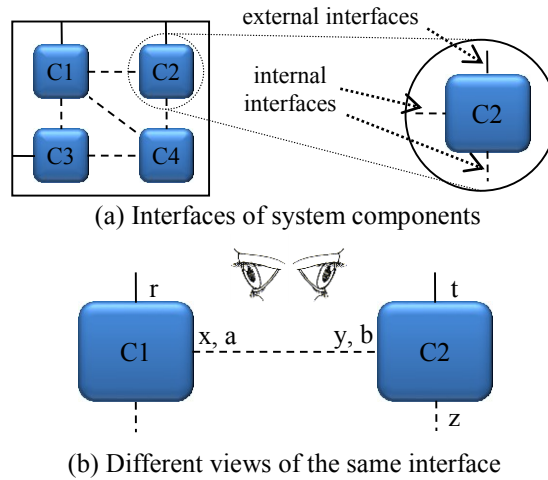 external interfaces
C1 C2
internal
interfaces
C2
C3 C4
(a) Interfaces of system components
r t
x, a y, b
C1 C2
z
(b) Different views of the same interface